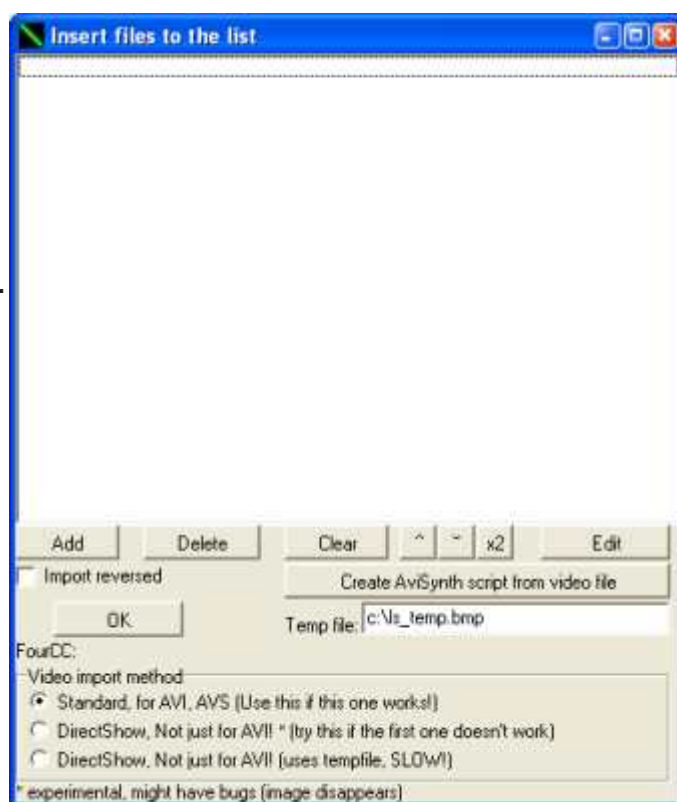 Insert files to the list
Add Delete Clear ^ ˇ x2 Edit
Import reversed
Create AviSynth script from video file
OK
Temp file: c:\ls_temp.bmp
FourCC:
Video import method
Standard, for AVI, AVS (Use this if this one works!)
DirectShow, Not just for AVI! * (try this if the first one doesn't work)
DirectShow, Not just for AVI! (uses tempfile, SLOW!)
* experimental, might have bugs (image disappears)